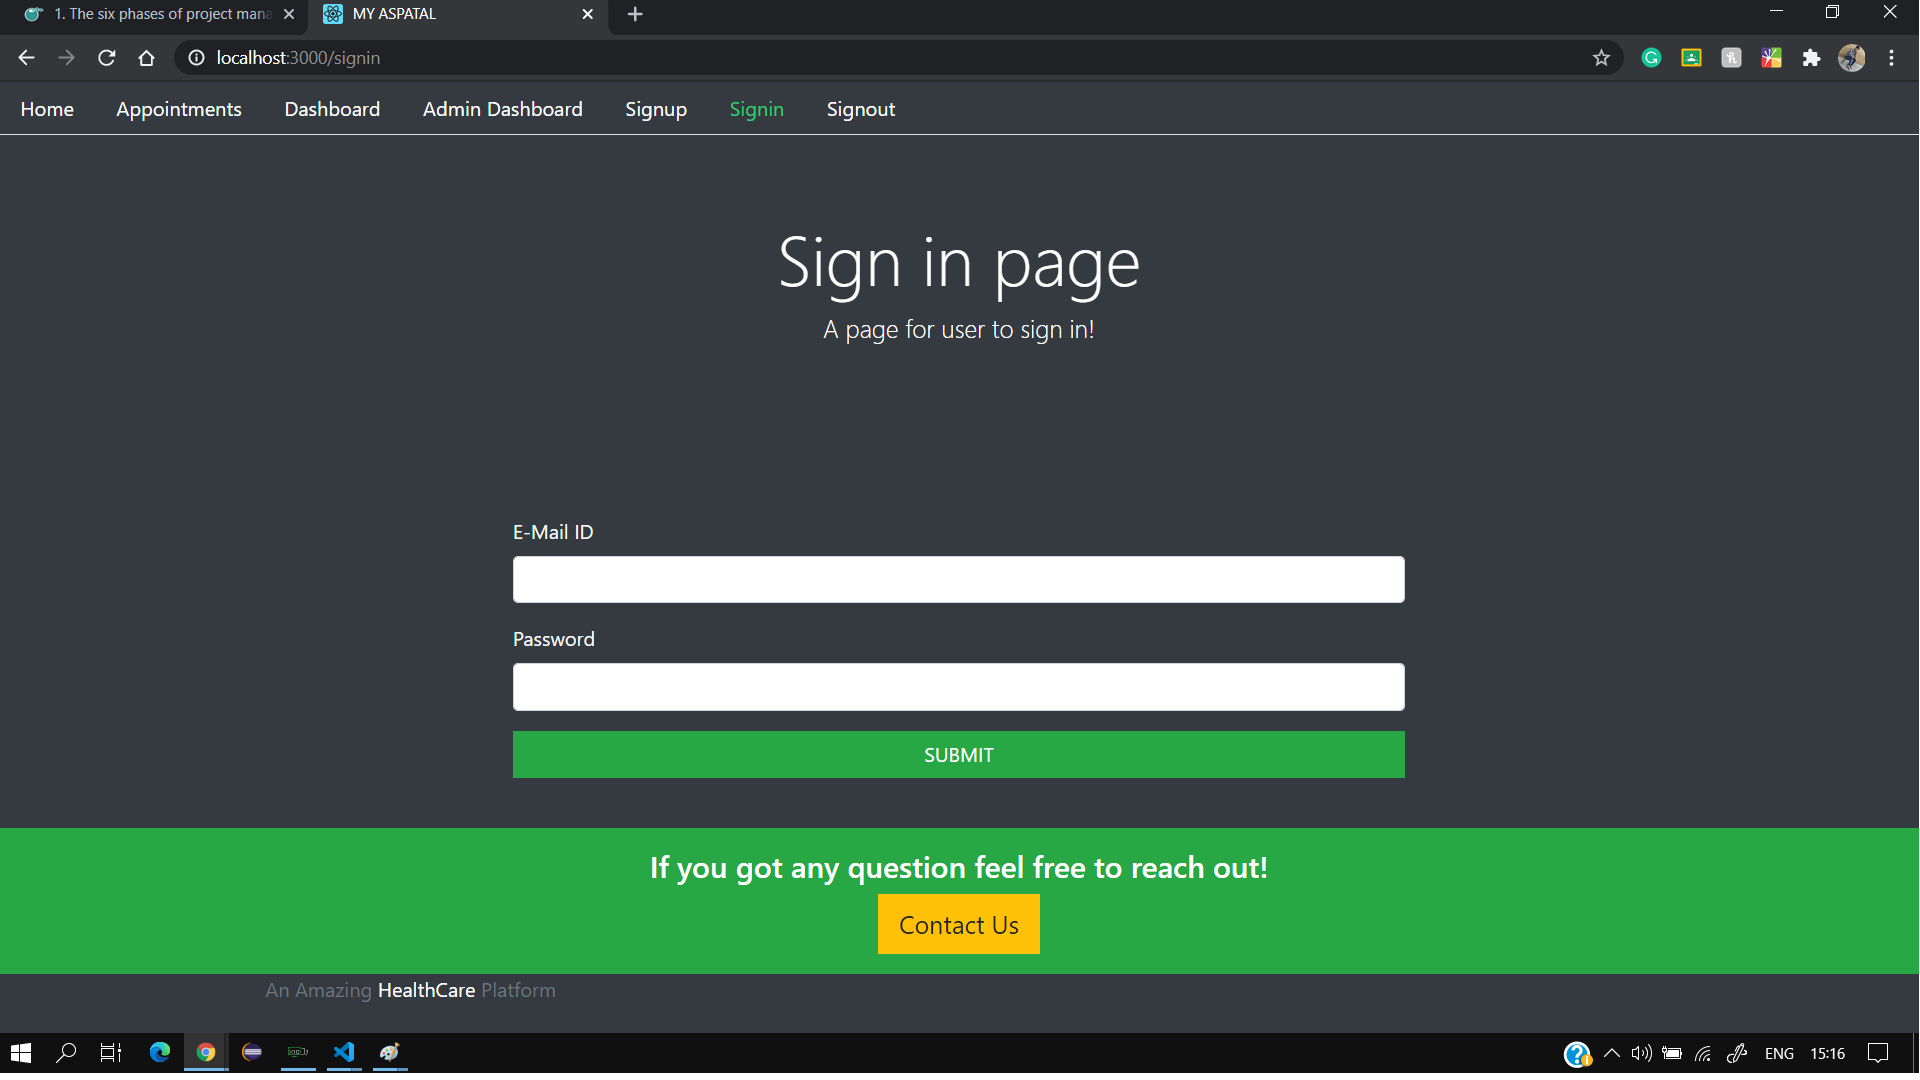 1. The six phases of project mana
MY ASPATAL
localhost:3000/signin
Home Appointments Dashboard Admin Dashboard Signup Signin Signout
Sign in page
A page for user to sign in!
E-Mail ID
Password
SUBMIT
If you got any question feel free to reach out!
Contact Us
An Amazing HealthCare Platform
ENG 15:16